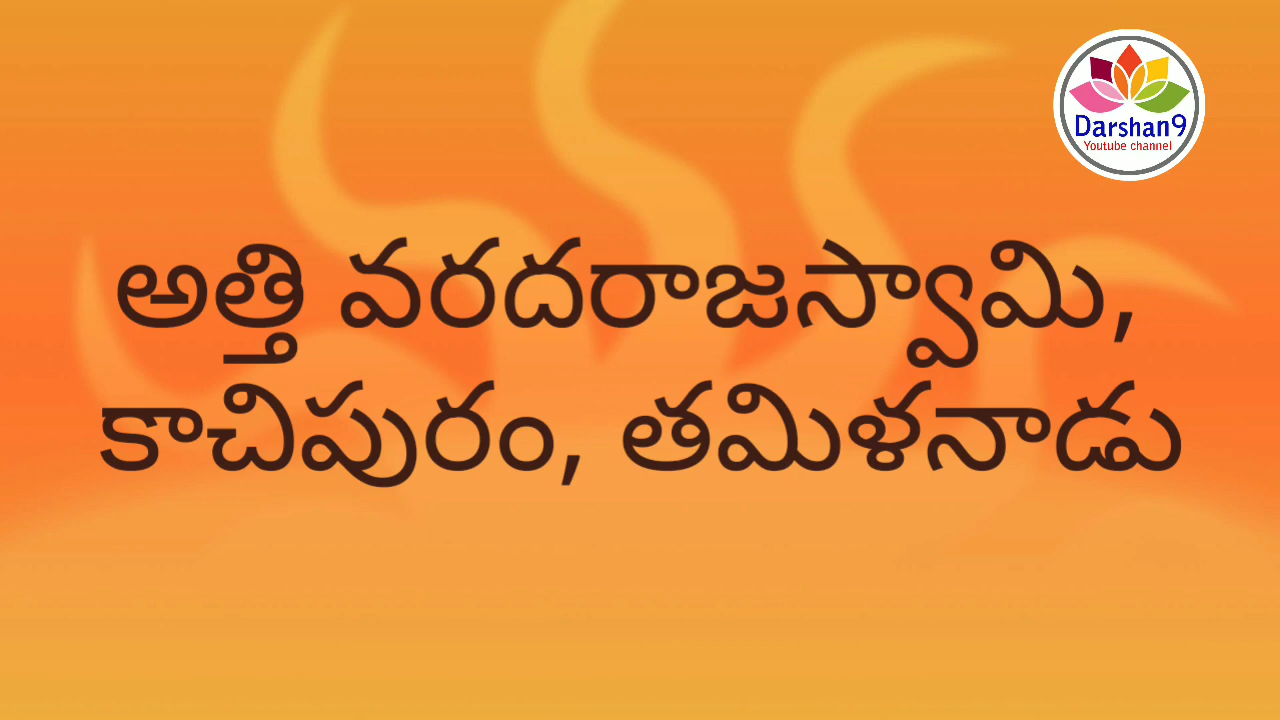 Darshan9
Youtube channel
అత్తి వరదరాజస్వామి,
కాచిపురం, తమిళనాడు